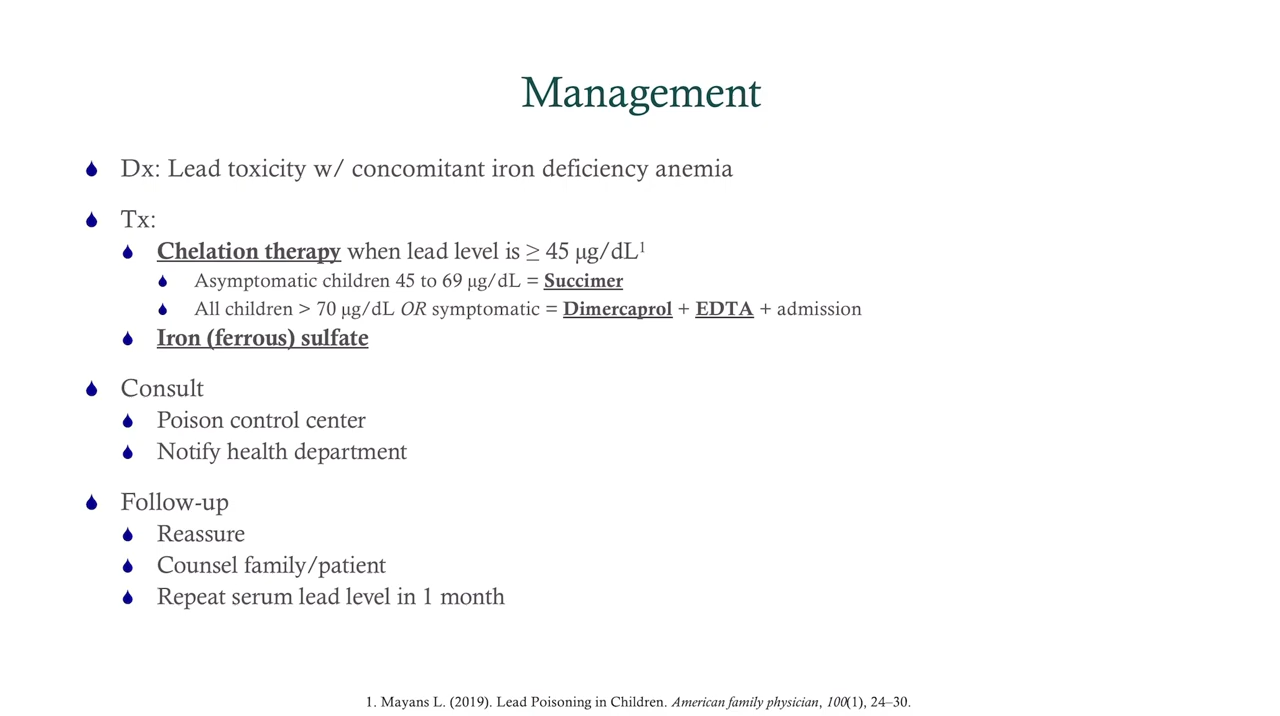 Management
Dx: Lead toxicity w/ concomitant iron deficiency anemia
Tx:
Chelation therapy when lead level is ≥ 45 μg/dL¹
Asymptomatic children 45 to 69 μg/dL = Succimer
All children > 70 μg/dL OR symptomatic = Dimercaprol + EDTA + admission
Iron (ferrous) sulfate
Consult
Poison control center
Notify health department
Follow-up
Reassure
Counsel family/patient
Repeat serum lead level in 1 month
1. Mayans L. (2019). Lead Poisoning in Children. American family physician, 100(1), 24–30.